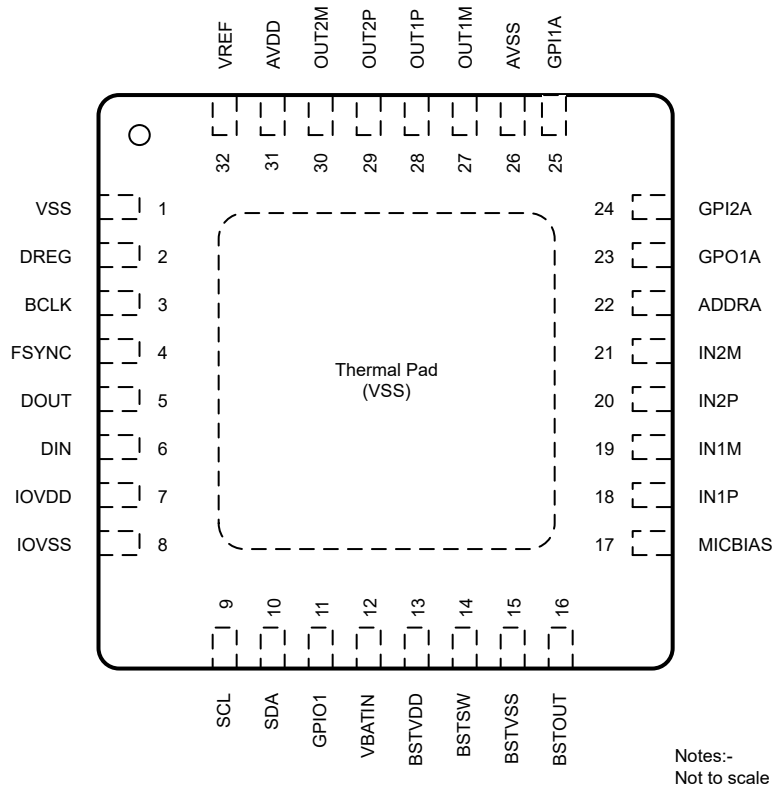 VREF
AVDD
OUT2M
OUT2P
OUT1P
OUT1M
AVSS
GPI1A
32
31
30
29
28
27
26
25
VSS 1
DREG 2
BCLK 3
FSYNC 4
DOUT 5
DIN 6
IOVDD 7
IOVSS 8
Thermal Pad
(VSS)
24 GPI2A
23 GPO1A
22 ADDRA
21 IN2M
20 IN2P
19 IN1M
18 IN1P
17 MICBIAS
9
10
11
12
13
14
15
16
SCL
SDA
GPIO1
VBATIN
BSTVDD
BSTSW
BSTVSS
BSTOUT
Notes:-
Not to scale